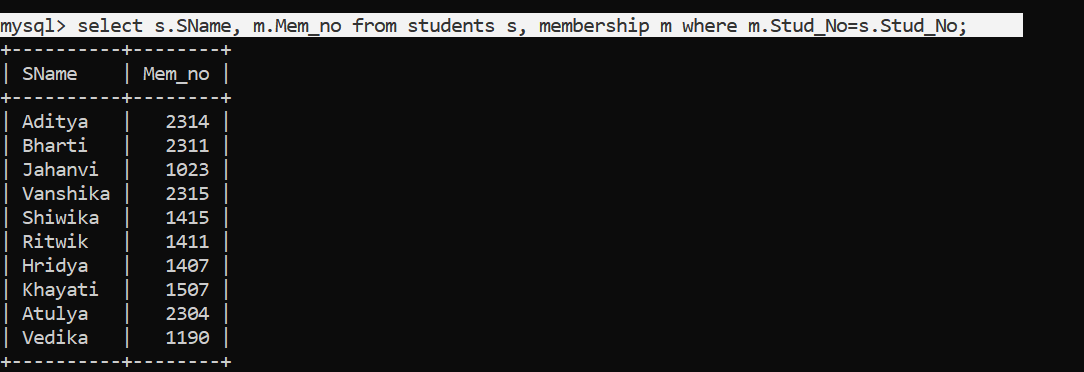 mysql> select s.SName, m.Mem_no from students s, membership m where m.Stud_No=s.Stud_No;
+----------+--------+
| SName    | Mem_no |
+----------+--------+
| Aditya   |   2314 |
| Bharti   |   2311 |
| Jahanvi  |   1023 |
| Vanshika |   2315 |
| Shiwika  |   1415 |
| Ritwik   |   1411 |
| Hridya   |   1407 |
| Khayati  |   1507 |
| Atulya   |   2304 |
| Vedika   |   1190 |
+----------+--------+